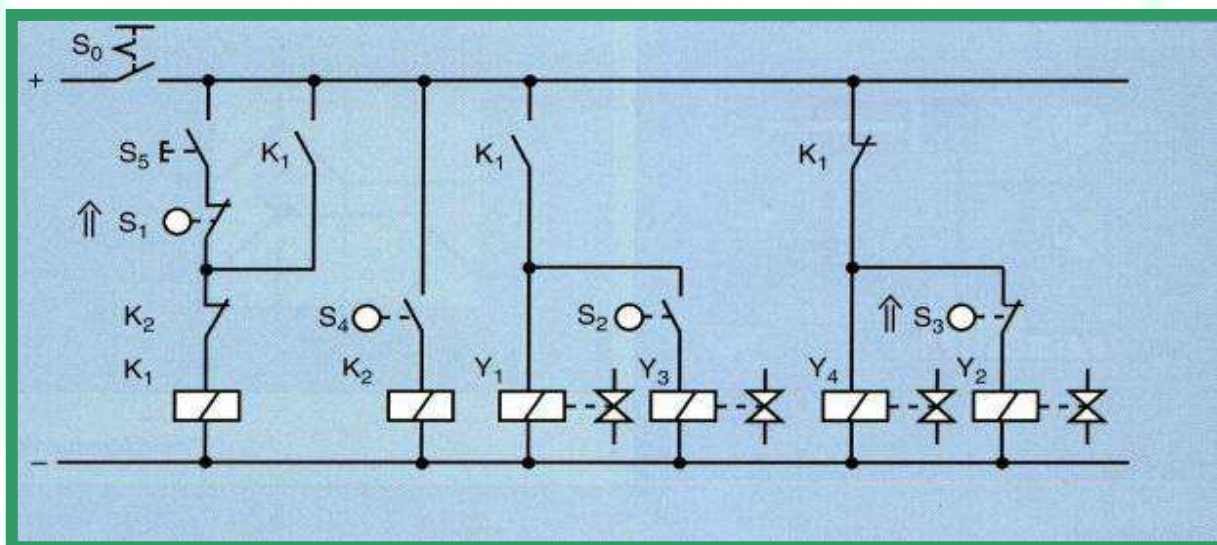 S₀
+
S₅ K₁ K₁ K₁
S₁
K₂ S₄ S₂ S₃
K₁ K₂ Y₁ Y₃ Y₄ Y₂
−